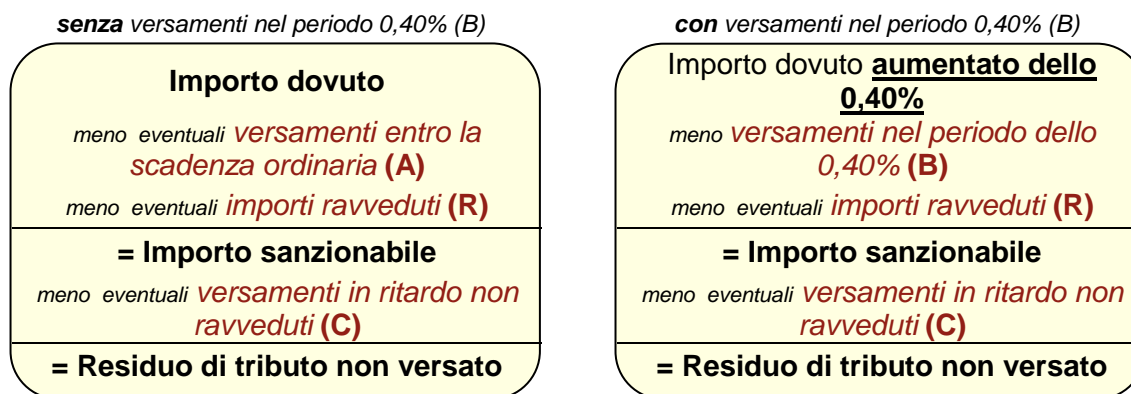 senza versamenti nel periodo 0,40% (B)
Importo dovuto
meno eventuali versamenti entro la
scadenza ordinaria (A)
meno eventuali importi ravveduti (R)
= Importo sanzionabile
meno eventuali versamenti in ritardo non
ravveduti (C)
= Residuo di tributo non versato
con versamenti nel periodo 0,40% (B)
Importo dovuto aumentato dello
0,40%
meno versamenti nel periodo dello
0,40% (B)
meno eventuali importi ravveduti (R)
= Importo sanzionabile
meno eventuali versamenti in ritardo non
ravveduti (C)
= Residuo di tributo non versato